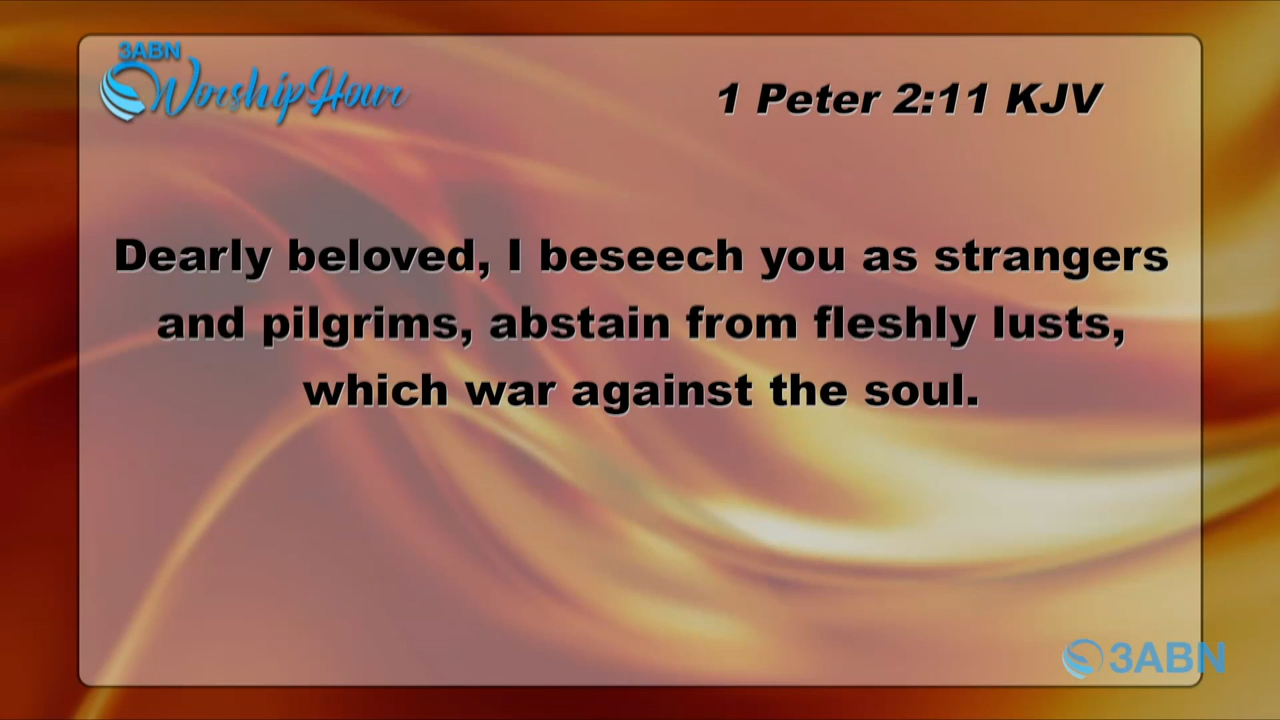 3ABN
Worship Hour
1 Peter 2:11 KJV
Dearly beloved, I beseech you as strangers
and pilgrims, abstain from fleshly lusts,
which war against the soul.
3ABN